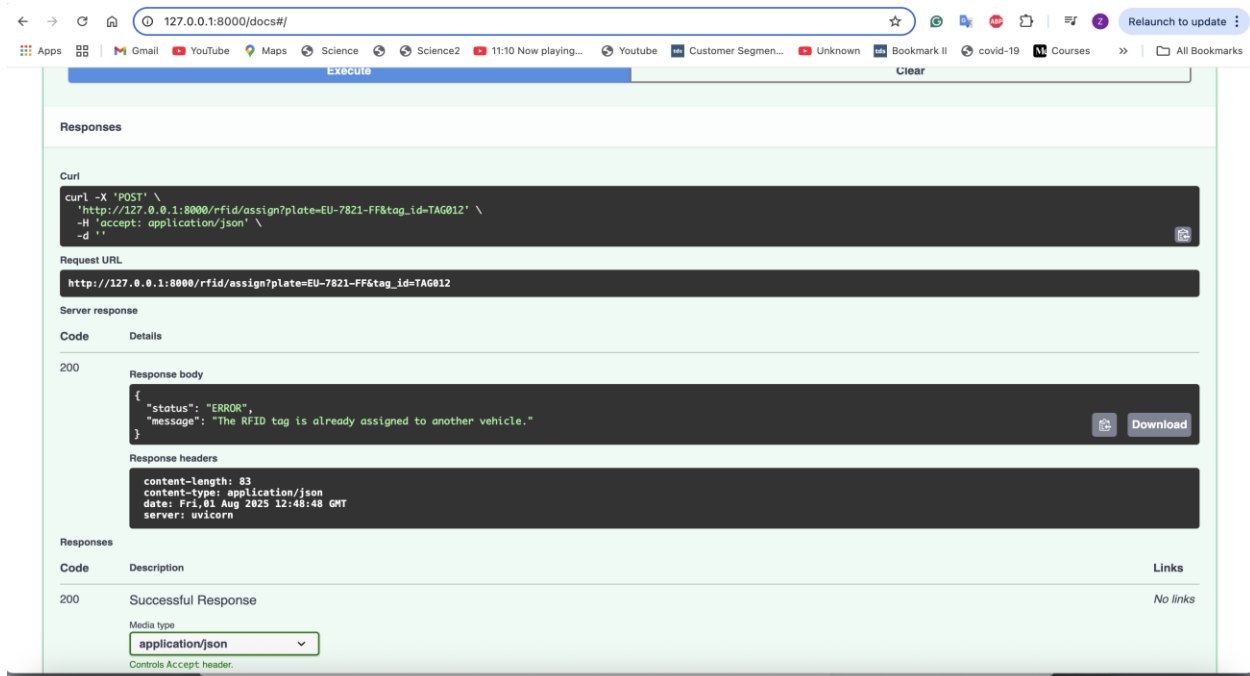 127.0.0.1:8000/docs#/
Relaunch to update
Apps Gmail YouTube Maps Science Science2 11:10 Now playing... Youtube Customer Segmen... Unknown Bookmark II covid-19 Courses » All Bookmarks
Execute Clear
Responses
Curl
curl -X 'POST' \
'http://127.0.0.1:8000/rfid/assign?plate=EU-7821-FF&tag_id=TAG012' \
-H 'accept: application/json' \
-d ''
Request URL
http://127.0.0.1:8000/rfid/assign?plate=EU-7821-FF&tag_id=TAG012
Server response
Code Details
200
Response body
{
"status": "ERROR",
"message": "The RFID tag is already assigned to another vehicle."
}
Download
Response headers
content-length: 83
content-type: application/json
date: Fri,01 Aug 2025 12:48:48 GMT
server: uvicorn
Responses
Code Description Links
200 Successful Response No links
Media type
application/json
Controls Accept header.